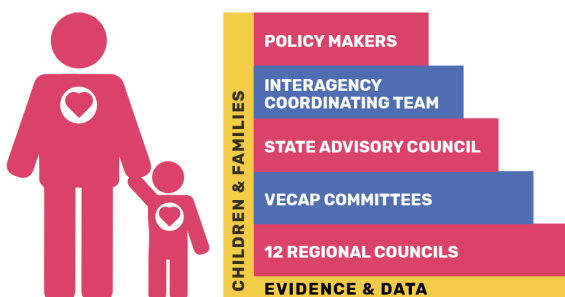 CHILDREN & FAMILIES
POLICY MAKERS
INTERAGENCY
COORDINATING TEAM
STATE ADVISORY COUNCIL
VECAP COMMITTEES
12 REGIONAL COUNCILS
EVIDENCE & DATA